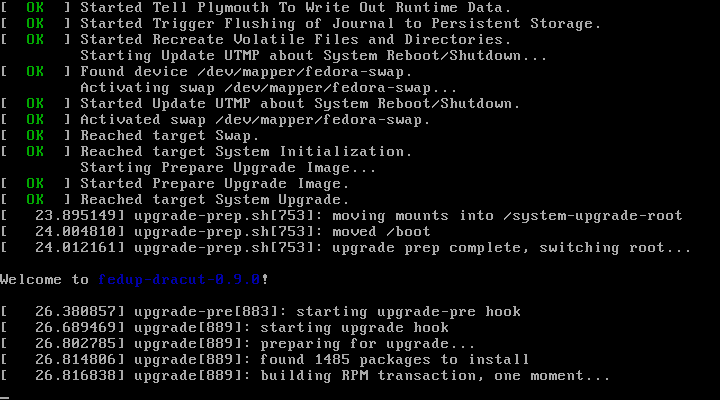 [  OK  ] Started Tell Plymouth To Write Out Runtime Data.
[  OK  ] Started Trigger Flushing of Journal to Persistent Storage.
[  OK  ] Started Recreate Volatile Files and Directories.
         Starting Update UTMP about System Reboot/Shutdown...
[  OK  ] Found device /dev/mapper/fedora-swap.
         Activating swap /dev/mapper/fedora-swap...
[  OK  ] Started Update UTMP about System Reboot/Shutdown.
[  OK  ] Activated swap /dev/mapper/fedora-swap.
[  OK  ] Reached target Swap.
[  OK  ] Reached target System Initialization.
         Starting Prepare Upgrade Image...
[  OK  ] Started Prepare Upgrade Image.
[  OK  ] Reached target System Upgrade.
[   23.895149] upgrade-prep.sh[753]: moving mounts into /system-upgrade-root
[   24.004810] upgrade-prep.sh[753]: moved /boot
[   24.012161] upgrade-prep.sh[753]: upgrade prep complete, switching root...
Welcome to fedup-dracut-0.9.0!
[   26.380857] upgrade-pre[883]: starting upgrade-pre hook
[   26.689469] upgrade[889]: starting upgrade hook
[   26.802785] upgrade[889]: preparing for upgrade...
[   26.814806] upgrade[889]: found 1485 packages to install
[   26.816838] upgrade[889]: building RPM transaction, one moment...